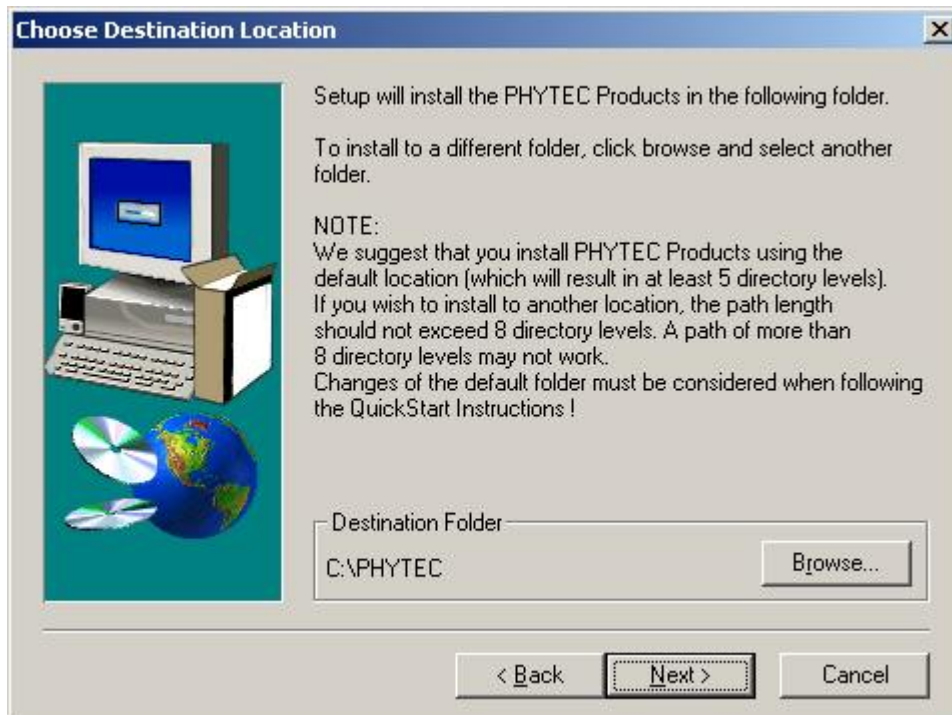 Choose Destination Location
Setup will install the PHYTEC Products in the following folder.
To install to a different folder, click browse and select another
folder.
NOTE:
We suggest that you install PHYTEC Products using the
default location (which will result in at least 5 directory levels).
If you wish to install to another location, the path length
should not exceed 8 directory levels. A path of more than
8 directory levels may not work.
Changes of the default folder must be considered when following
the QuickStart Instructions !
Destination Folder
C:\PHYTEC
Browse...
< Back
Next >
Cancel